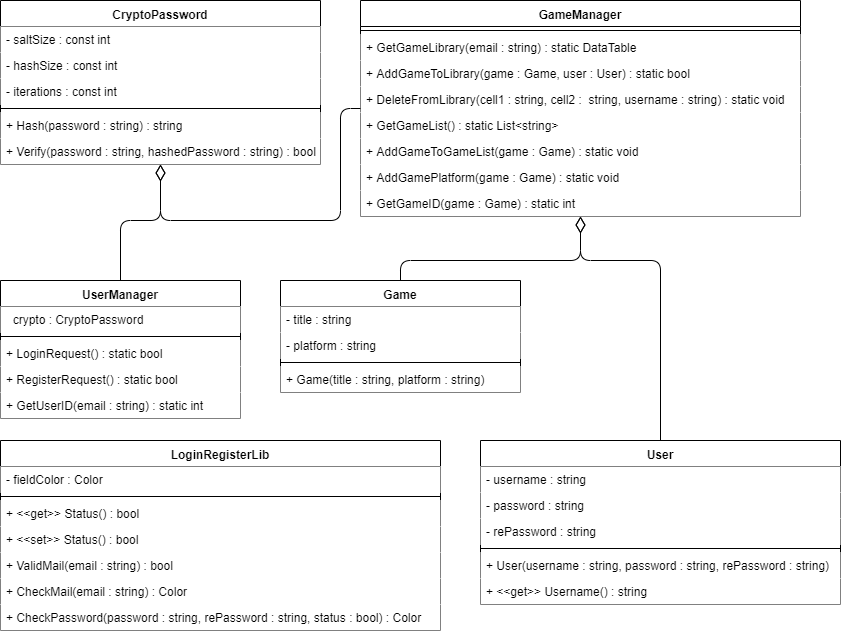 CryptoPassword
- saltSize : const int
- hashSize : const int
- iterations : const int
+ Hash(password : string) : string
+ Verify(password : string, hashedPassword : string) : bool
GameManager
+ GetGameLibrary(email : string) : static DataTable
+ AddGameToLibrary(game : Game, user : User) : static bool
+ DeleteFromLibrary(cell1 : string, cell2 :  string, username : string) : static void
+ GetGameList() : static List<string>
+ AddGameToGameList(game : Game) : static void
+ AddGamePlatform(game : Game) : static void
+ GetGameID(game : Game) : static int
UserManager
crypto : CryptoPassword
+ LoginRequest() : static bool
+ RegisterRequest() : static bool
+ GetUserID(email : string) : static int
Game
- title : string
- platform : string
+ Game(title : string, platform : string)
LoginRegisterLib
- fieldColor : Color
+ <<get>> Status() : bool
+ <<set>> Status() : bool
+ ValidMail(email : string) : bool
+ CheckMail(email : string) : Color
+ CheckPassword(password : string, rePassword : string, status : bool) : Color
User
- username : string
- password : string
- rePassword : string
+ User(username : string, password : string, rePassword : string)
+ <<get>> Username() : string